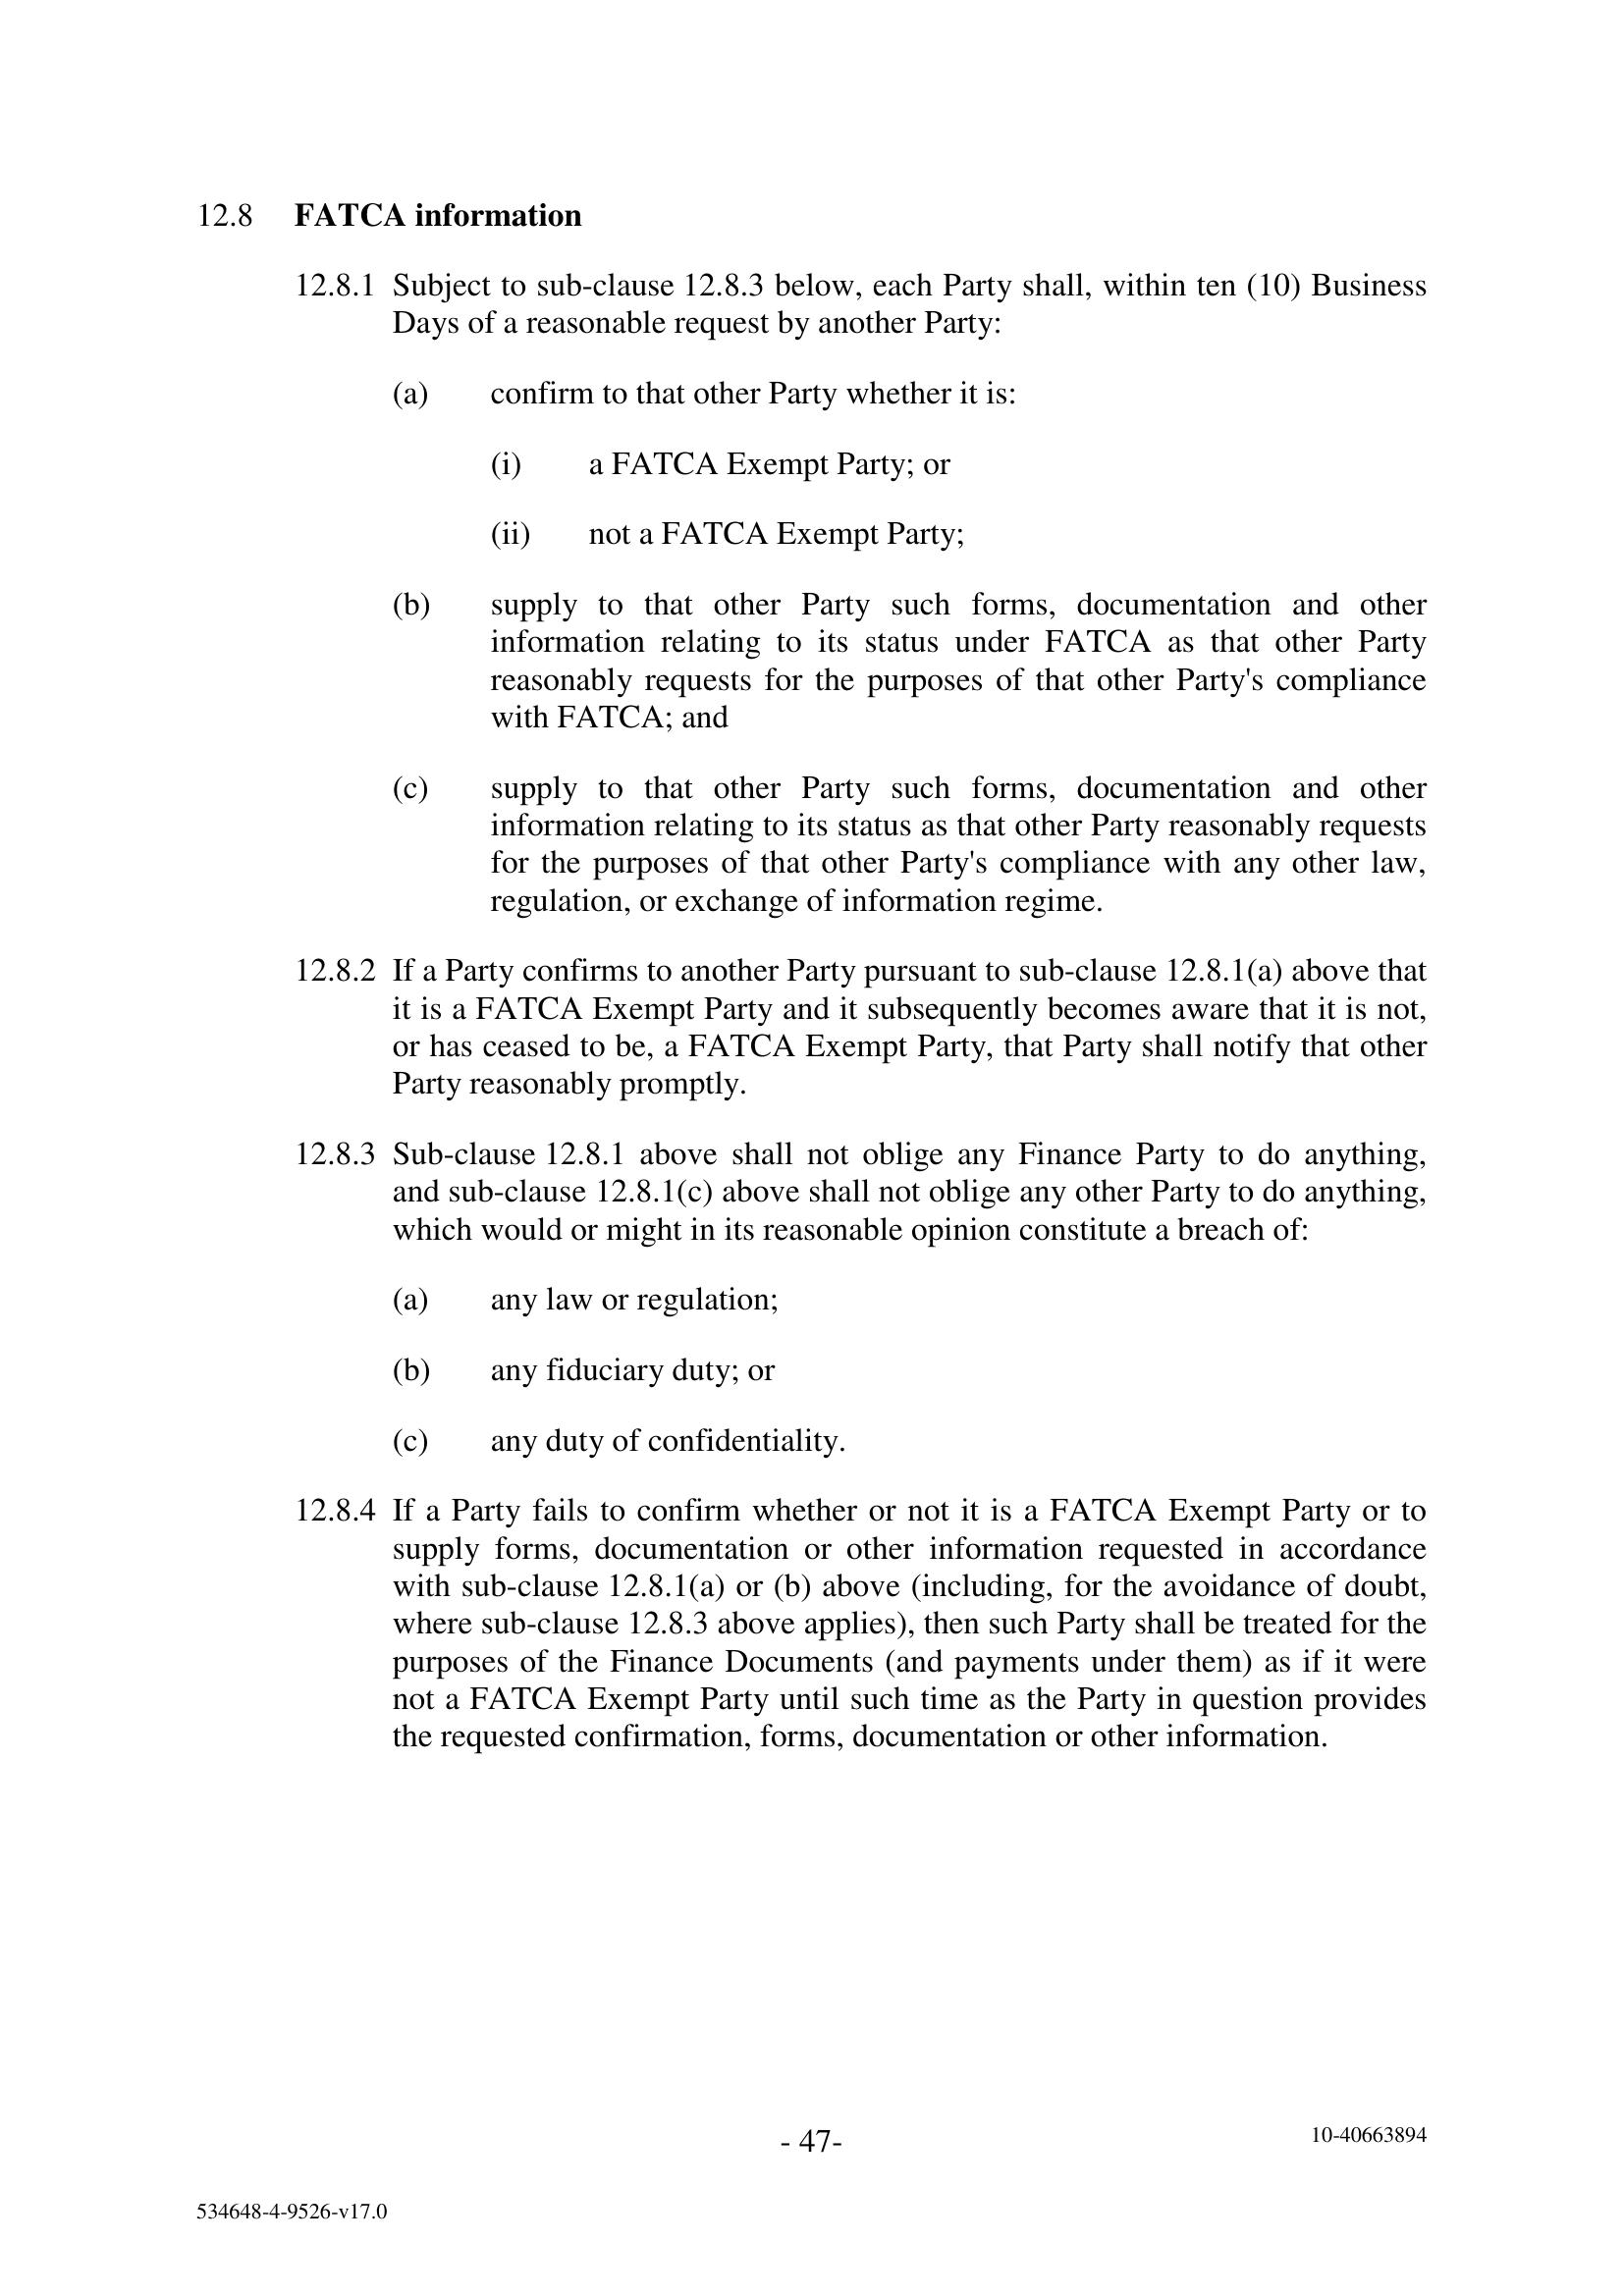 12.8 FATCA information
12.8.1 Subject to sub-clause 12.8.3 below, each Party shall, within ten (10) Business
Days of a reasonable request by another Party:
(a) confirm to that other Party whether it is:
(i) a FATCA Exempt Party; or
(ii) not a FATCA Exempt Party;
(b) supply to that other Party such forms, documentation and other
information relating to its status under FATCA as that other Party
reasonably requests for the purposes of that other Party's compliance
with FATCA; and
(c) supply to that other Party such forms, documentation and other
information relating to its status as that other Party reasonably requests
for the purposes of that other Party's compliance with any other law,
regulation, or exchange of information regime.
12.8.2 If a Party confirms to another Party pursuant to sub-clause 12.8.1(a) above that
it is a FATCA Exempt Party and it subsequently becomes aware that it is not,
or has ceased to be, a FATCA Exempt Party, that Party shall notify that other
Party reasonably promptly.
12.8.3 Sub-clause 12.8.1 above shall not oblige any Finance Party to do anything,
and sub-clause 12.8.1(c) above shall not oblige any other Party to do anything,
which would or might in its reasonable opinion constitute a breach of:
(a) any law or regulation;
(b) any fiduciary duty; or
(c) any duty of confidentiality.
12.8.4 If a Party fails to confirm whether or not it is a FATCA Exempt Party or to
supply forms, documentation or other information requested in accordance
with sub-clause 12.8.1(a) or (b) above (including, for the avoidance of doubt,
where sub-clause 12.8.3 above applies), then such Party shall be treated for the
purposes of the Finance Documents (and payments under them) as if it were
not a FATCA Exempt Party until such time as the Party in question provides
the requested confirmation, forms, documentation or other information.
- 47-
10-40663894
534648-4-9526-v17.0